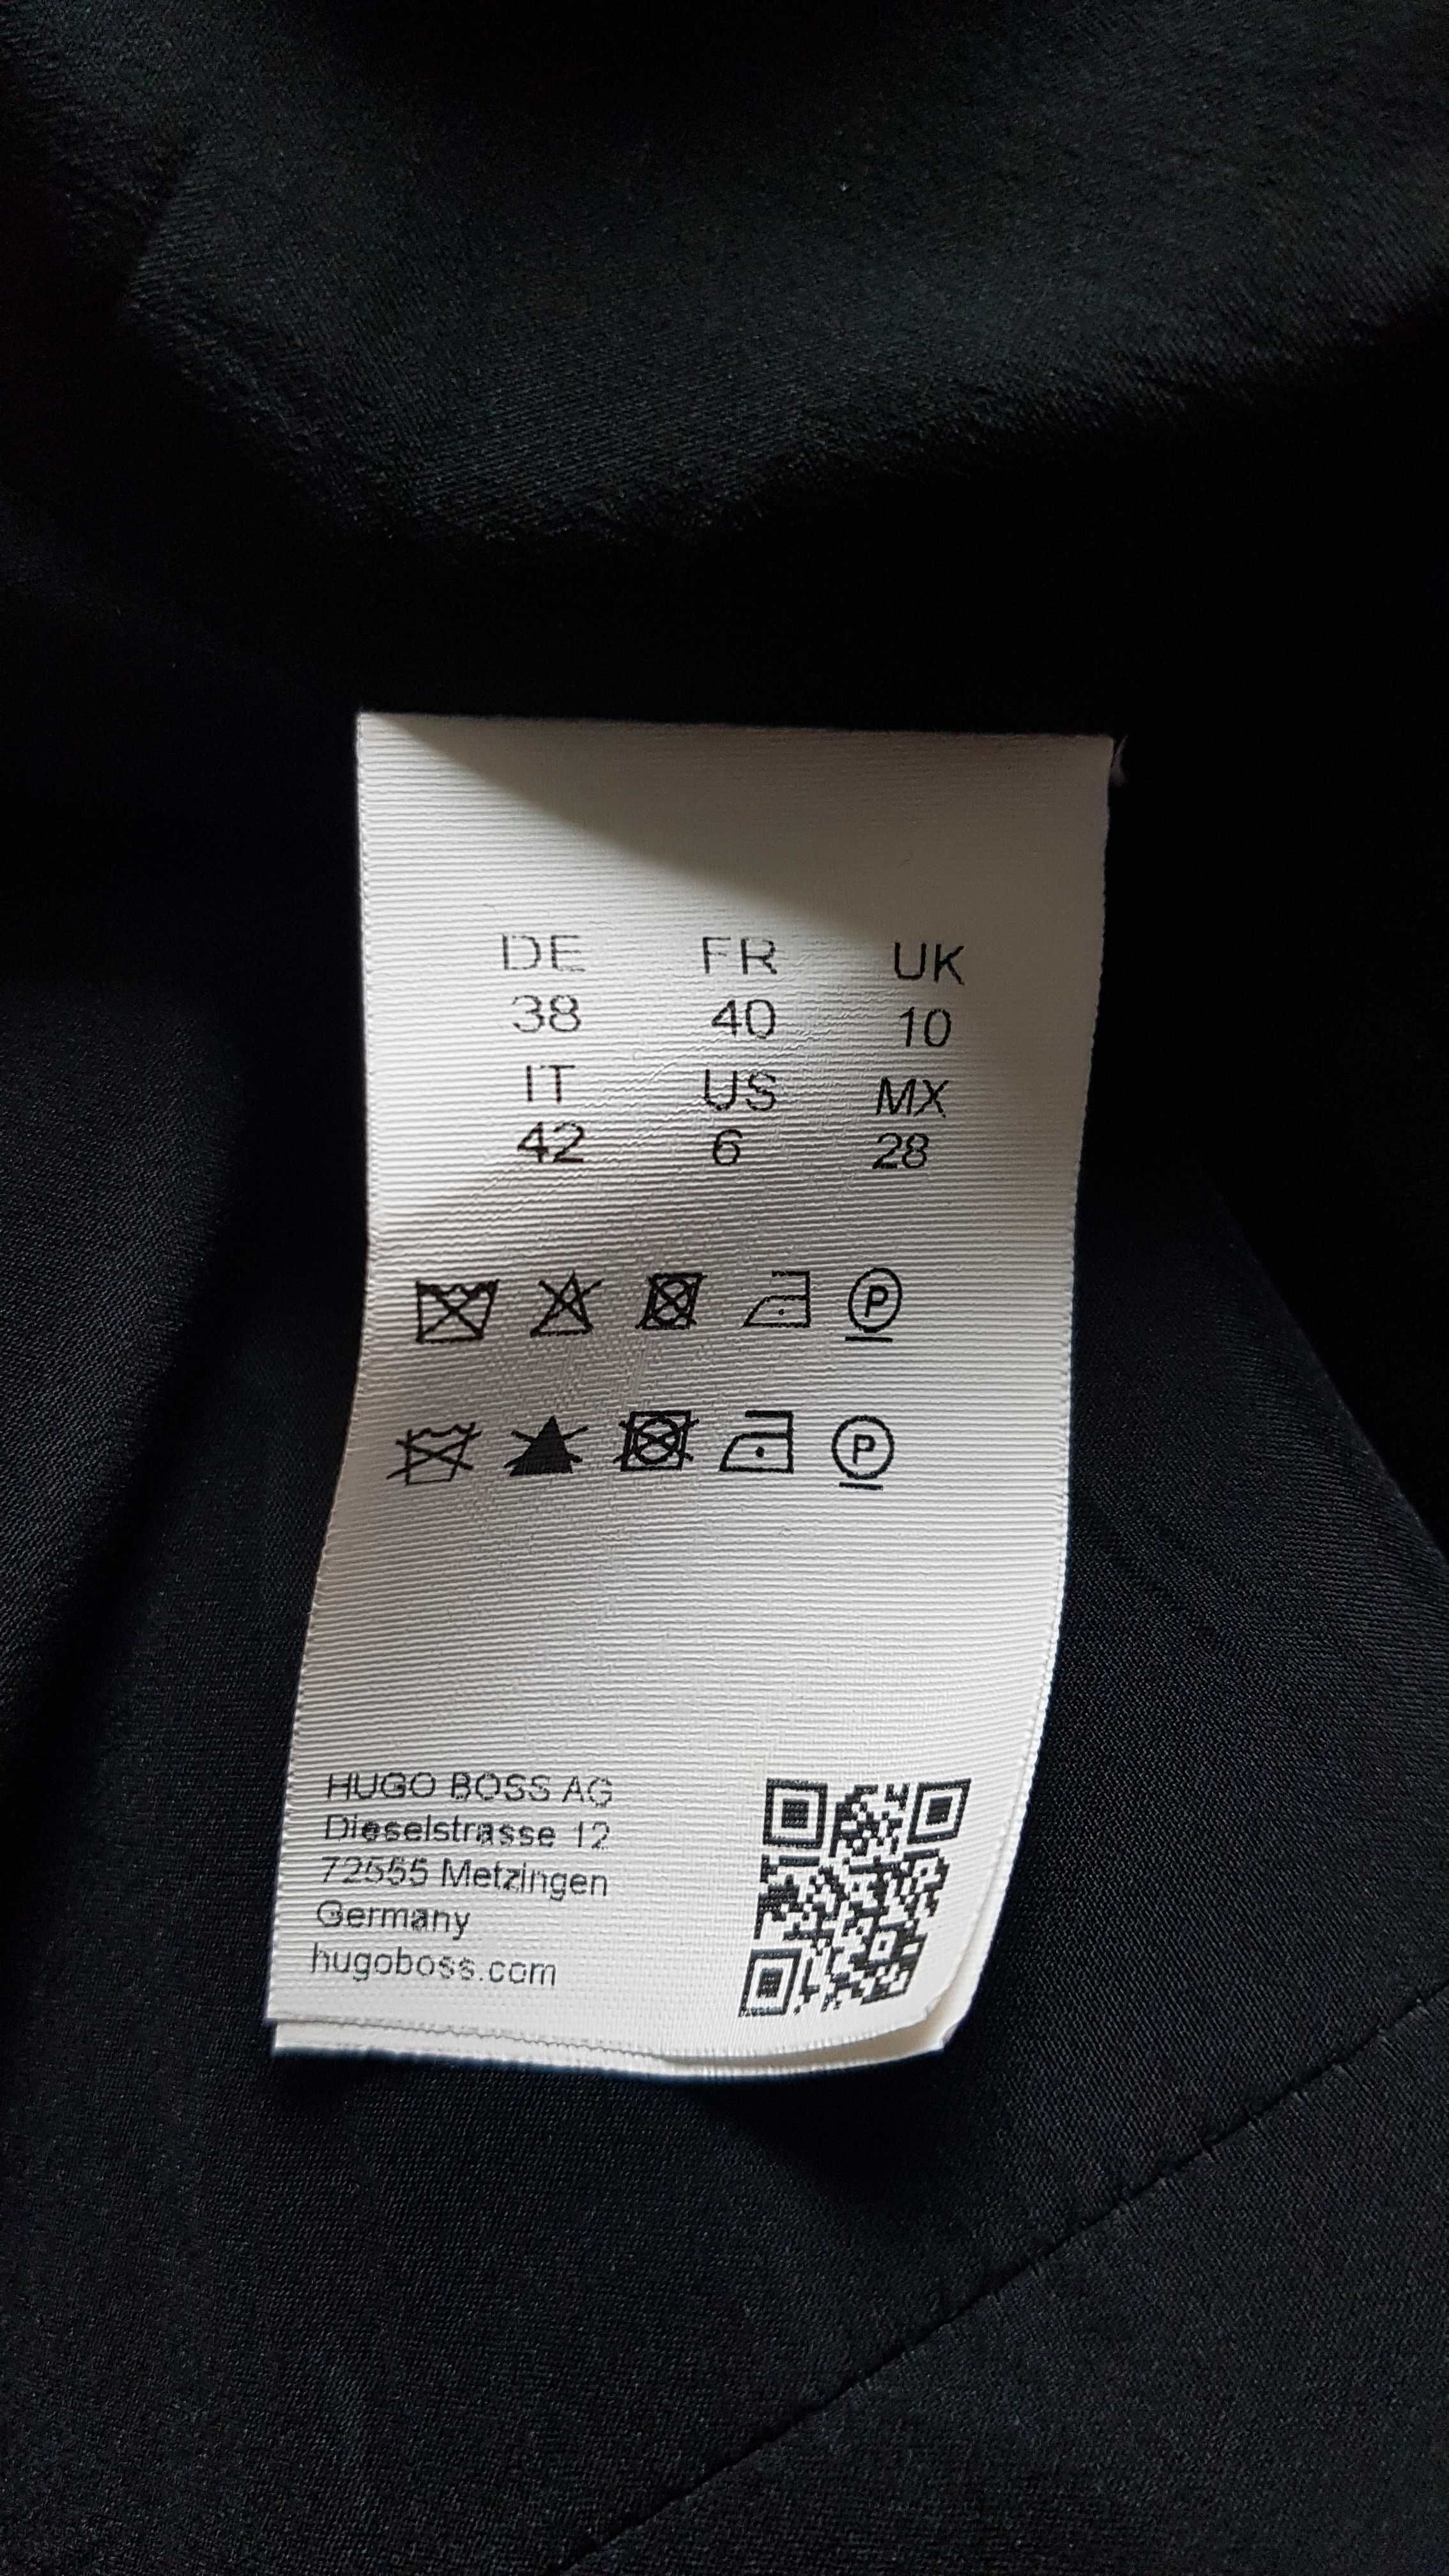 DE FR UK
38 40 10
IT US MX
42 6 28
P
P
HUGO BOSS AG
Dieselstrasse 12
72555 Metzingen
Germany
hugoboss.com